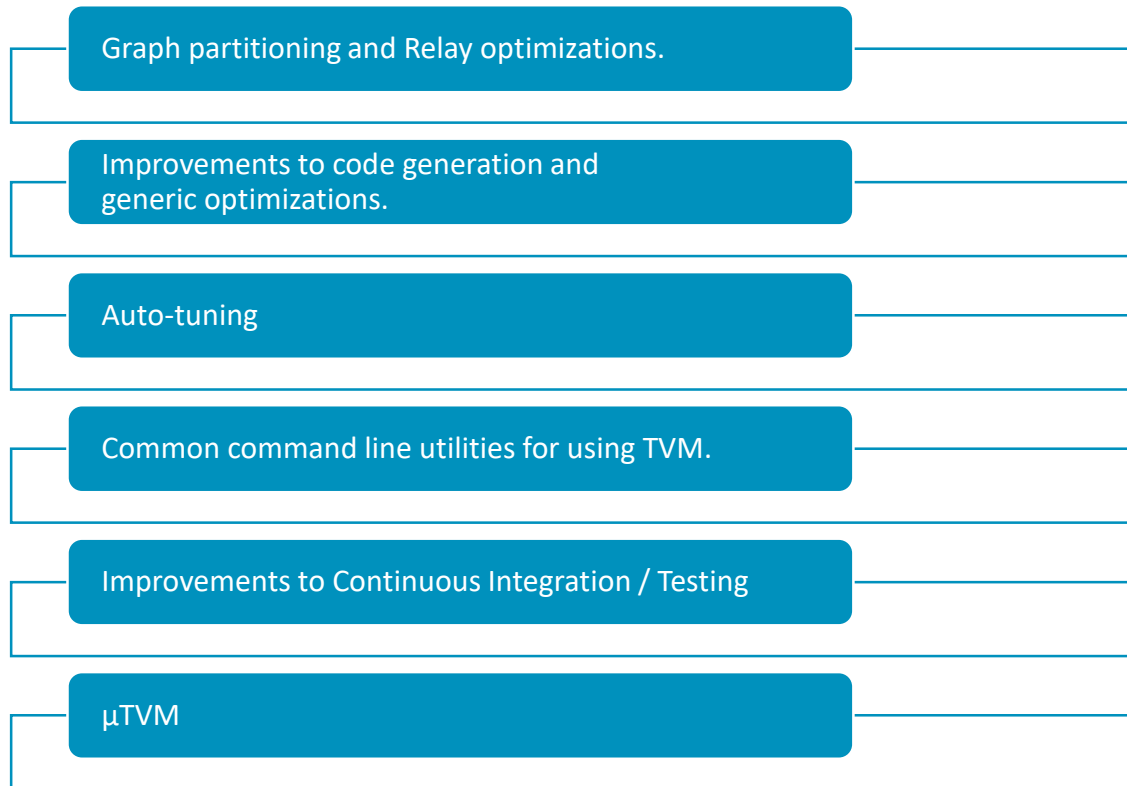 Graph partitioning and Relay optimizations.
Improvements to code generation and
generic optimizations.
Auto-tuning
Common command line utilities for using TVM.
Improvements to Continuous Integration / Testing
µTVM